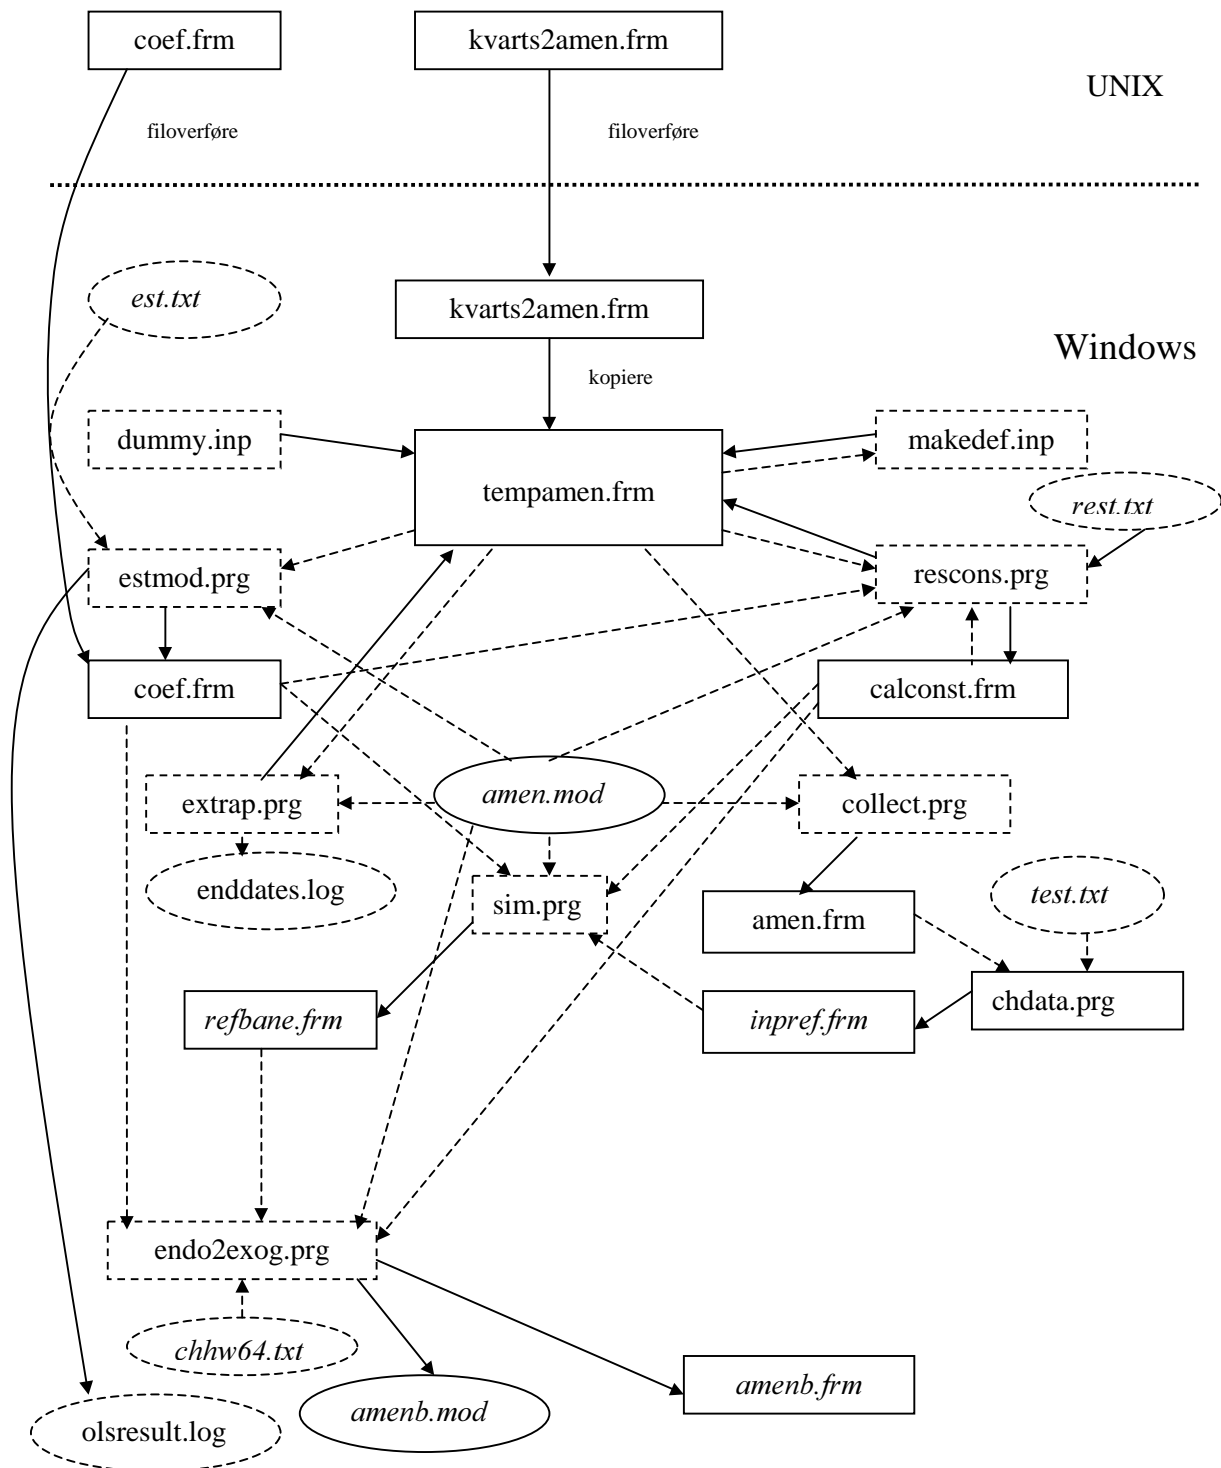 coef.frm
kvarts2amen.frm
UNIX
filoverføre
filoverføre
est.txt
kvarts2amen.frm
Windows
kopiere
dummy.inp
makedef.inp
tempamen.frm
rest.txt
estmod.prg
rescons.prg
coef.frm
calconst.frm
extrap.prg
amen.mod
collect.prg
enddates.log
sim.prg
amen.frm
test.txt
refbane.frm
inpref.frm
chdata.prg
endo2exog.prg
chhw64.txt
amenb.mod
amenb.frm
olsresult.log